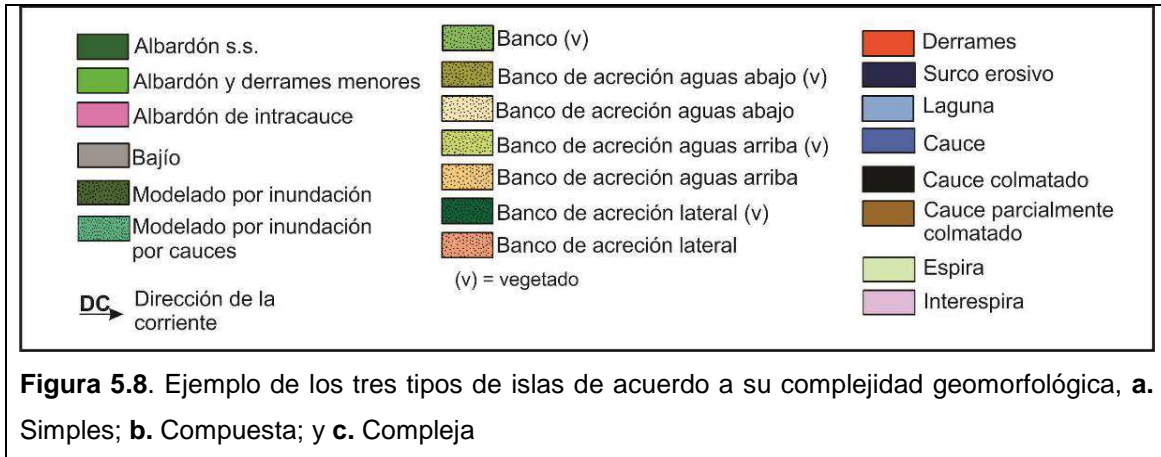 Albardón s.s.
Albardón y derrames menores
Albardón de intracauce
Bajío
Modelado por inundación
Modelado por inundación
por cauces
DC Dirección de la
corriente
Banco (v)
Banco de acreción aguas abajo (v)
Banco de acreción aguas abajo
Banco de acreción aguas arriba (v)
Banco de acreción aguas arriba
Banco de acreción lateral (v)
Banco de acreción lateral
(v) = vegetado
Derrames
Surco erosivo
Laguna
Cauce
Cauce colmatado
Cauce parcialmente
colmatado
Espira
Interespira
Figura 5.8. Ejemplo de los tres tipos de islas de acuerdo a su complejidad geomorfológica, a.
Simples; b. Compuesta; y c. Compleja